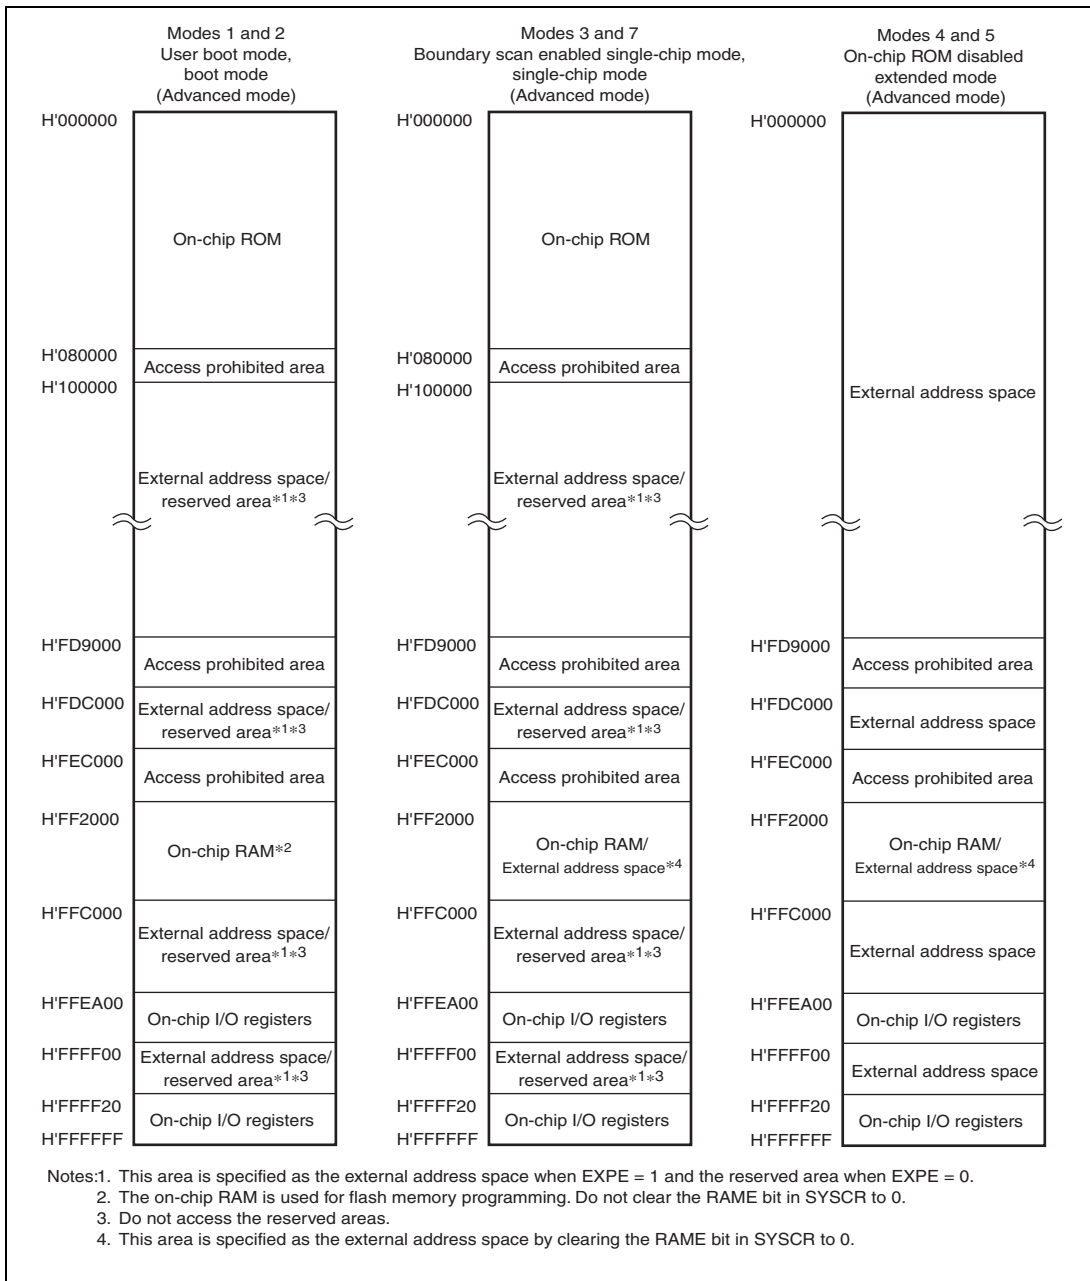 Modes 1 and 2
User boot mode,
boot mode
(Advanced mode)
H'000000
On-chip ROM
H'080000
Access prohibited area
H'100000
External address space/
reserved area*1*3
H'FD9000
Access prohibited area
H'FDC000
External address space/
reserved area*1*3
H'FEC000
Access prohibited area
H'FF2000
On-chip RAM*2
H'FFC000
External address space/
reserved area*1*3
H'FFEA00
On-chip I/O registers
H'FFFF00
External address space/
reserved area*1*3
H'FFFF20
On-chip I/O registers
H'FFFFFF
Modes 3 and 7
Boundary scan enabled single-chip mode,
single-chip mode
(Advanced mode)
H'000000
On-chip ROM
H'080000
Access prohibited area
H'100000
External address space/
reserved area*1*3
H'FD9000
Access prohibited area
H'FDC000
External address space/
reserved area*1*3
H'FEC000
Access prohibited area
H'FF2000
On-chip RAM/
External address space*4
H'FFC000
External address space/
reserved area*1*3
H'FFEA00
On-chip I/O registers
H'FFFF00
External address space/
reserved area*1*3
H'FFFF20
On-chip I/O registers
H'FFFFFF
Modes 4 and 5
On-chip ROM disabled
extended mode
(Advanced mode)
H'000000
External address space
H'FD9000
Access prohibited area
H'FDC000
External address space
H'FEC000
Access prohibited area
H'FF2000
On-chip RAM/
External address space*4
H'FFC000
External address space
H'FFEA00
On-chip I/O registers
H'FFFF00
External address space
H'FFFF20
On-chip I/O registers
H'FFFFFF
Notes:1. This area is specified as the external address space when EXPE = 1 and the reserved area when EXPE = 0.
2. The on-chip RAM is used for flash memory programming. Do not clear the RAME bit in SYSCR to 0.
3. Do not access the reserved areas.
4. This area is specified as the external address space by clearing the RAME bit in SYSCR to 0.